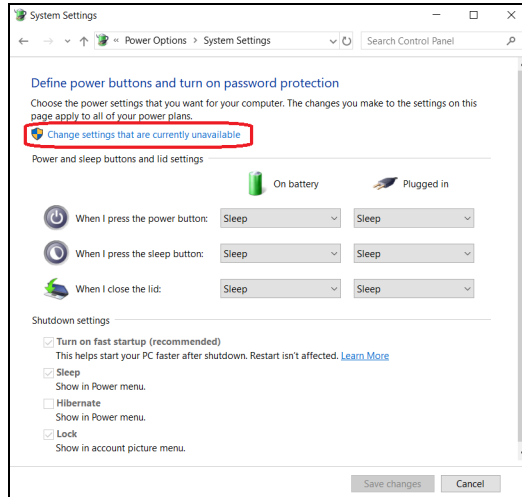 System Settings
« Power Options > System Settings
Search Control Panel
Define power buttons and turn on password protection
Choose the power settings that you want for your computer. The changes you make to the settings on this
page apply to all of your power plans.
Change settings that are currently unavailable
Power and sleep buttons and lid settings
On battery Plugged in
When I press the power button: Sleep Sleep
When I press the sleep button: Sleep Sleep
When I close the lid: Sleep Sleep
Shutdown settings
Turn on fast startup (recommended)
This helps start your PC faster after shutdown. Restart isn't affected. Learn More
Sleep
Show in Power menu.
Hibernate
Show in Power menu.
Lock
Show in account picture menu.
Save changes Cancel